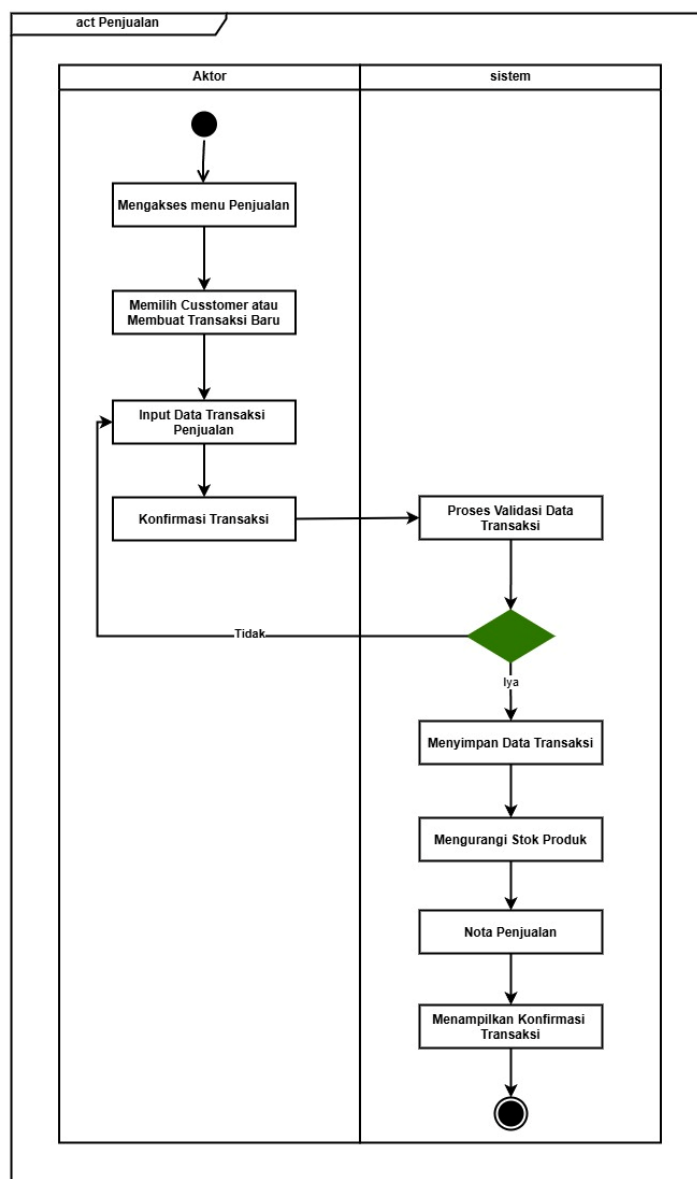 act Penjualan
Aktor
sistem
Mengakses menu Penjualan
Memilih Cusstomer atau
Membuat Transaksi Baru
Input Data Transaksi
Penjualan
Konfirmasi Transaksi
Proses Validasi Data
Transaksi
Tidak
Iya
Menyimpan Data Transaksi
Mengurangi Stok Produk
Nota Penjualan
Menampilkan Konfirmasi
Transaksi